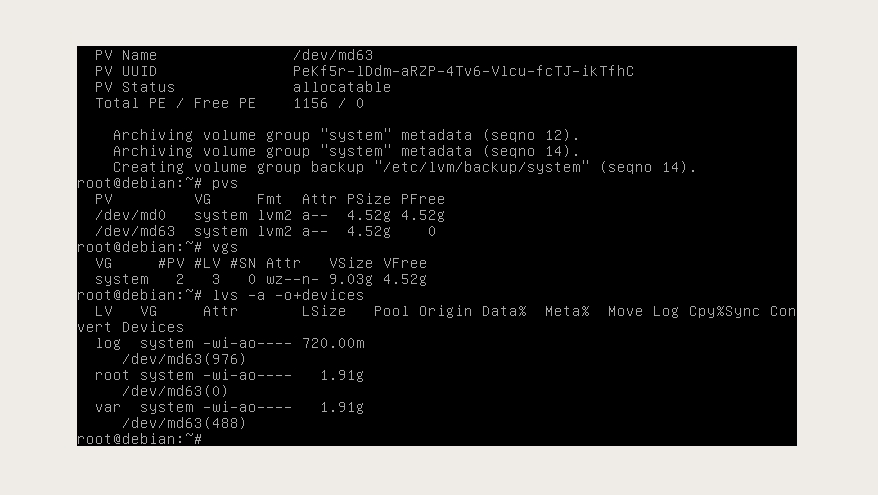 PV Name               /dev/md63
PV UUID               PeKf5r-lDdm-aRZP-4Tv6-Vlcu-fcTJ-ikTfhC
PV Status             allocatable
Total PE / Free PE    1156 / 0
Archiving volume group "system" metadata (seqno 12).
Archiving volume group "system" metadata (seqno 14).
Creating volume group backup "/etc/lvm/backup/system" (seqno 14).
root@debian:~# pvs
PV         VG     Fmt  Attr PSize PFree
/dev/md0   system lvm2 a--  4.52g 4.52g
/dev/md63  system lvm2 a--  4.52g    0
root@debian:~# vgs
VG     #PV #LV #SN Attr   VSize VFree
system   2   3   0 wz--n- 9.03g 4.52g
root@debian:~# lvs -a -o+devices
LV   VG     Attr       LSize   Pool Origin Data%  Meta%  Move Log Cpy%Sync Con
vert Devices
log  system -wi-ao---- 720.00m
/dev/md63(976)
root system -wi-ao----   1.91g
/dev/md63(0)
var  system -wi-ao----   1.91g
/dev/md63(488)
root@debian:~#